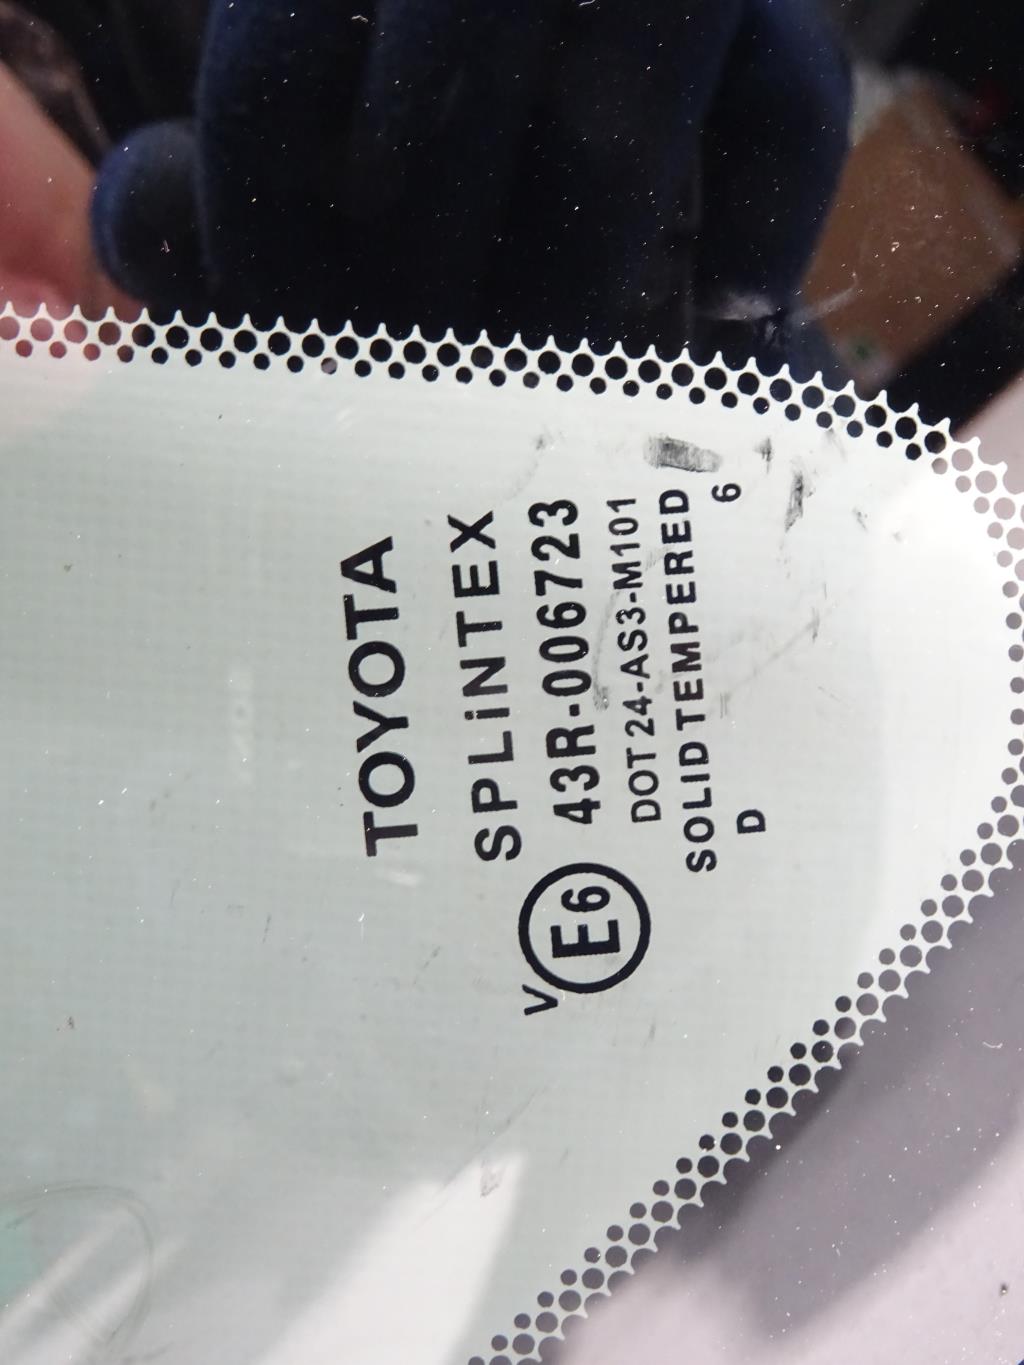 TOYOTA
SPLiNTEX
V E6 43R-006723
DOT 24-AS3-M101
SOLID TEMPERED
D 6